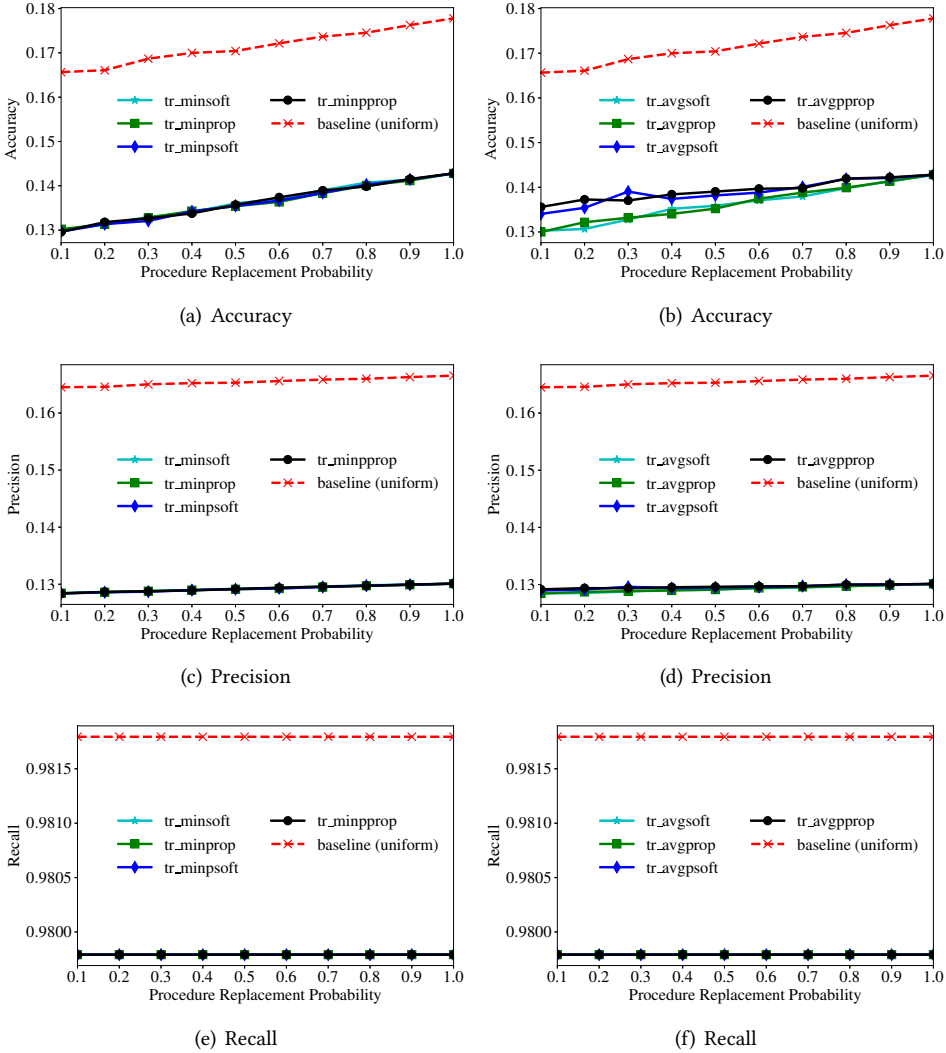 0.18
0.17
0.16
0.15
0.14
0.13
Accuracy
tr_minsoft
tr_minprop
tr_minpsoft
tr_minpprop
baseline (uniform)
0.1 0.2 0.3 0.4 0.5 0.6 0.7 0.8 0.9 1.0
Procedure Replacement Probability
(a) Accuracy
0.18
0.17
0.16
0.15
0.14
0.13
Accuracy
tr_avgsoft
tr_avgprop
tr_avgpsoft
tr_avgpprop
baseline (uniform)
0.1 0.2 0.3 0.4 0.5 0.6 0.7 0.8 0.9 1.0
Procedure Replacement Probability
(b) Accuracy
0.16
0.15
0.14
0.13
Precision
tr_minsoft
tr_minprop
tr_minpsoft
tr_minpprop
baseline (uniform)
0.1 0.2 0.3 0.4 0.5 0.6 0.7 0.8 0.9 1.0
Procedure Replacement Probability
(c) Precision
0.16
0.15
0.14
0.13
Precision
tr_avgsoft
tr_avgprop
tr_avgpsoft
tr_avgpprop
baseline (uniform)
0.1 0.2 0.3 0.4 0.5 0.6 0.7 0.8 0.9 1.0
Procedure Replacement Probability
(d) Precision
0.9815
0.9810
0.9805
0.9800
Recall
tr_minsoft
tr_minprop
tr_minpsoft
tr_minpprop
baseline (uniform)
0.1 0.2 0.3 0.4 0.5 0.6 0.7 0.8 0.9 1.0
Procedure Replacement Probability
(e) Recall
0.9815
0.9810
0.9805
0.9800
Recall
tr_avgsoft
tr_avgprop
tr_avgpsoft
tr_avgpprop
baseline (uniform)
0.1 0.2 0.3 0.4 0.5 0.6 0.7 0.8 0.9 1.0
Procedure Replacement Probability
(f) Recall